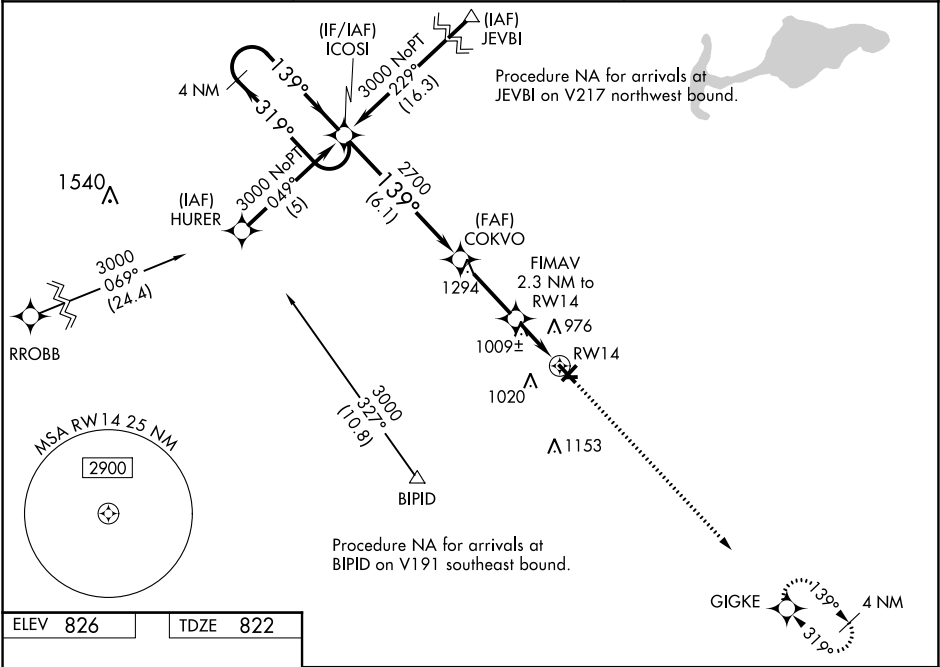 (IF/IAF)
ICOSI
(IAF)
JEVBI
3000 NoPT
229°
(16.3)
Procedure NA for arrivals at
JEVBI on V217 northwest bound.
4 NM
139°
319°
1540
(IAF)
HURER
3000 NoPT
049°
(5)
2700
139°
(6.1)
(FAF)
COKVO
1294
FIMAV
2.3 NM to
RW14
976
1009±
RW14
1020
1153
3000
069°
(24.4)
RROBB
3000
327°
(10.8)
BIPID
MSA RW14 25 NM
2900
Procedure NA for arrivals at
BIPID on V191 southeast bound.
GIGKE
139°
319°
4 NM
ELEV 826
TDZE 822